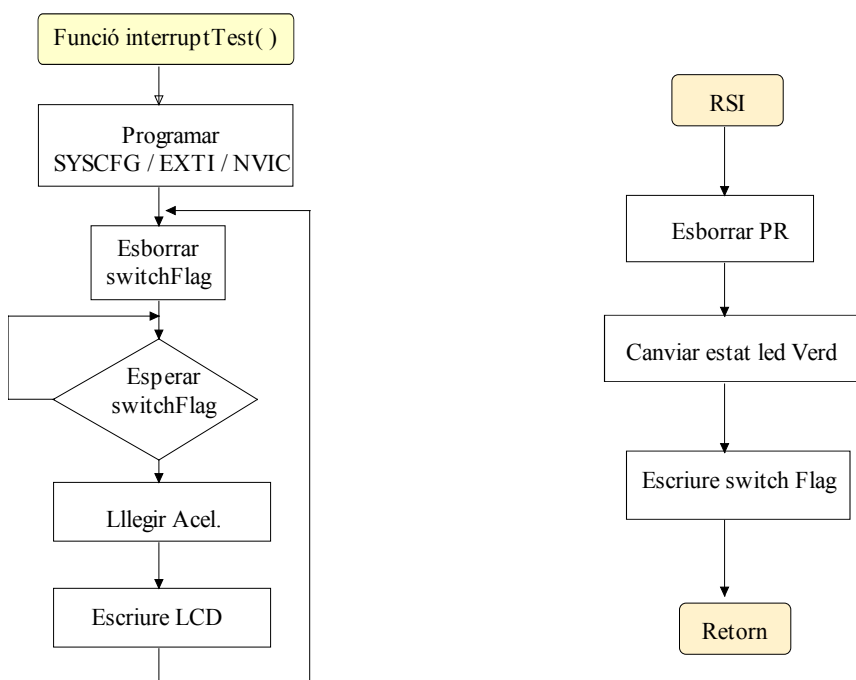 Funció interruptTest( )
Programar
SYSCFG / EXTI / NVIC
Esborrar
switchFlag
Esperar
switchFlag
Lllegir Acel.
Escriure LCD
RSI
Esborrar PR
Canviar estat led Verd
Escriure switch Flag
Retorn